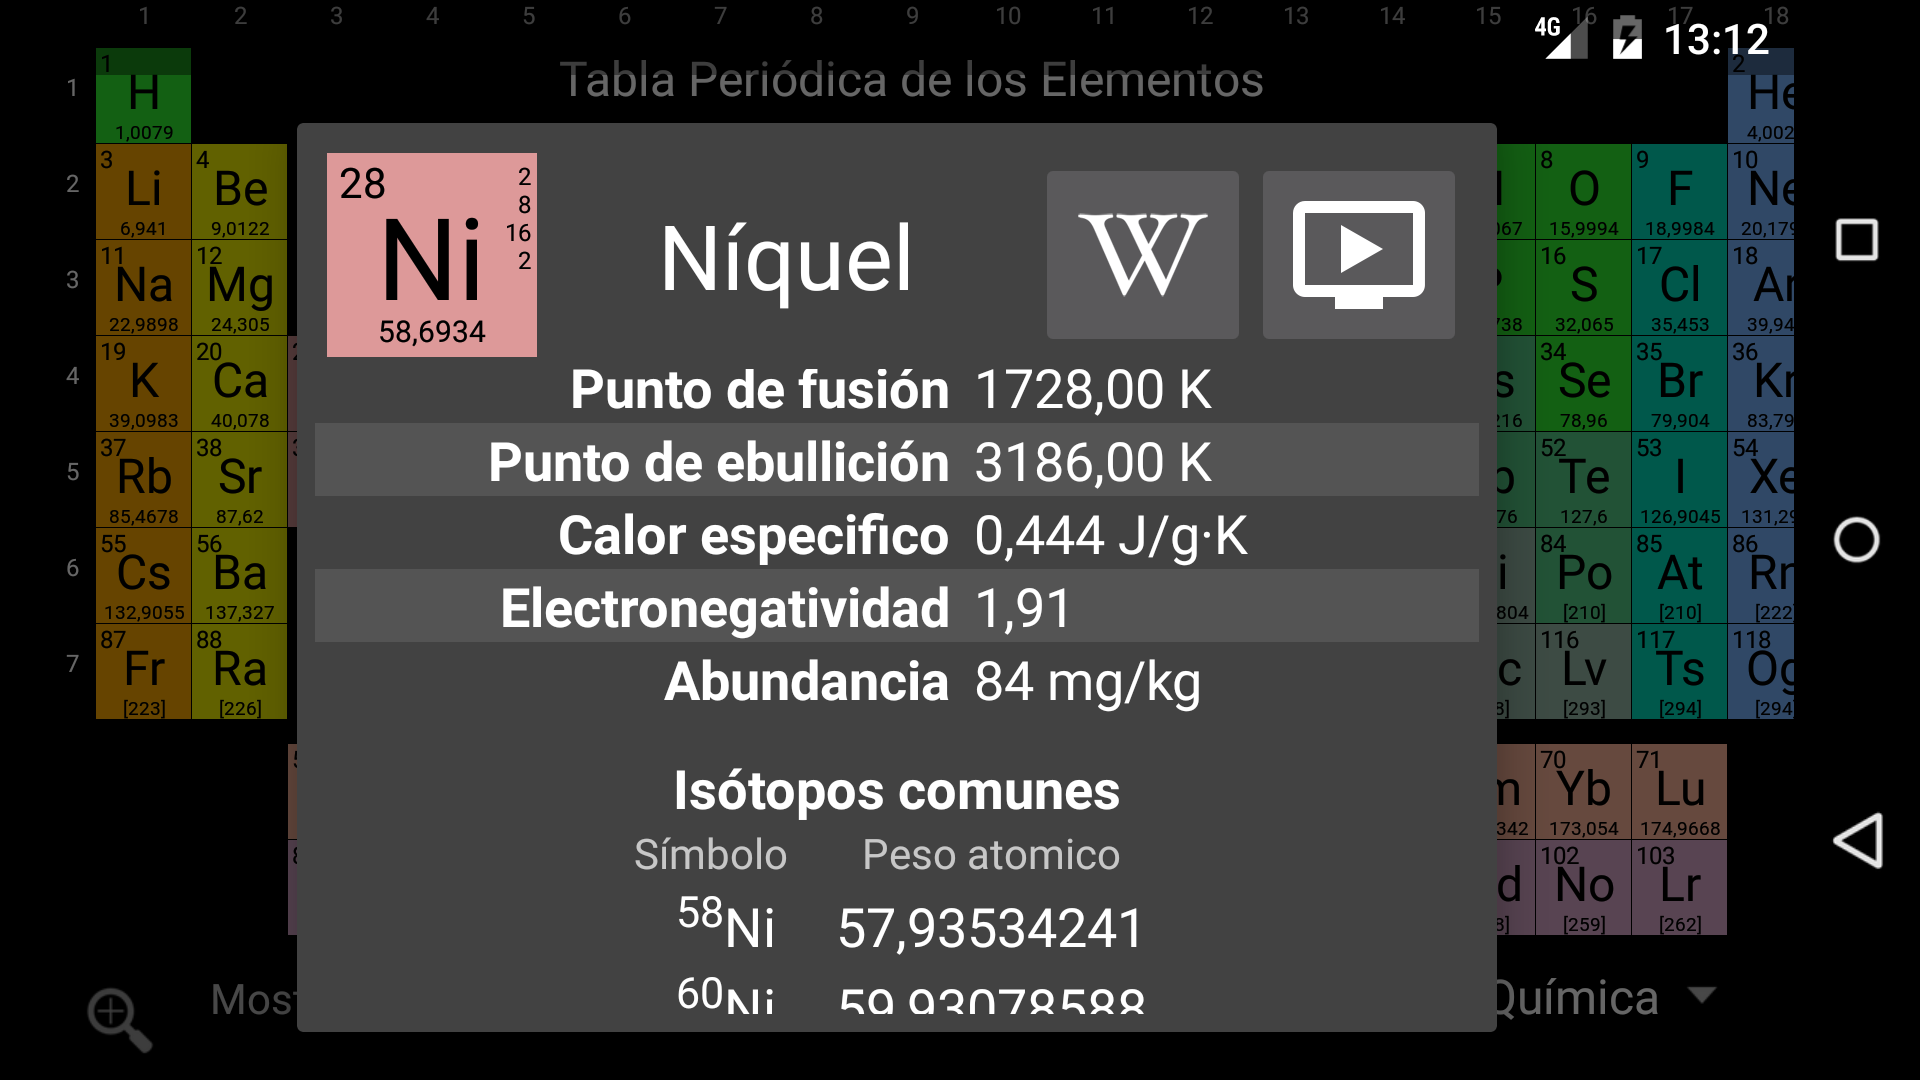 1 2 3 4 5 6 7 8 9 10 11 12 13 14 15 16 17 18
4G 13:12
Tabla Periódica de los Elementos
1
1
H
1,0079
2
He
4,002
2
3
Li
6,941
4
Be
9,0122
8
O
15,9994
9
F
18,9984
10
Ne
20,179
3
11
Na
22,9898
12
Mg
24,305
16
S
32,065
17
Cl
35,453
18
Ar
39,94
4
19
K
39,0983
20
Ca
40,078
34
Se
78,96
35
Br
79,904
36
Kr
83,79
5
37
Rb
85,4678
38
Sr
87,62
52
Te
127,6
53
I
126,9045
54
Xe
131,29
6
55
Cs
132,9055
56
Ba
137,327
84
Po
[210]
85
At
[210]
86
Rn
[222]
7
87
Fr
[223]
88
Ra
[226]
116
Lv
[293]
117
Ts
[294]
118
Og
[294
70
Yb
173,054
71
Lu
174,9668
102
No
[259]
103
Lr
[262]
28
2
8
16
2
Ni
58,6934
Níquel
W
Punto de fusión 1728,00 K
Punto de ebullición 3186,00 K
Calor especifico 0,444 J/g·K
Electronegatividad 1,91
Abundancia 84 mg/kg
Isótopos comunes
Símbolo Peso atomico
⁵⁸Ni 57,93534241
⁶⁰Ni 59,93078588
Most
Química